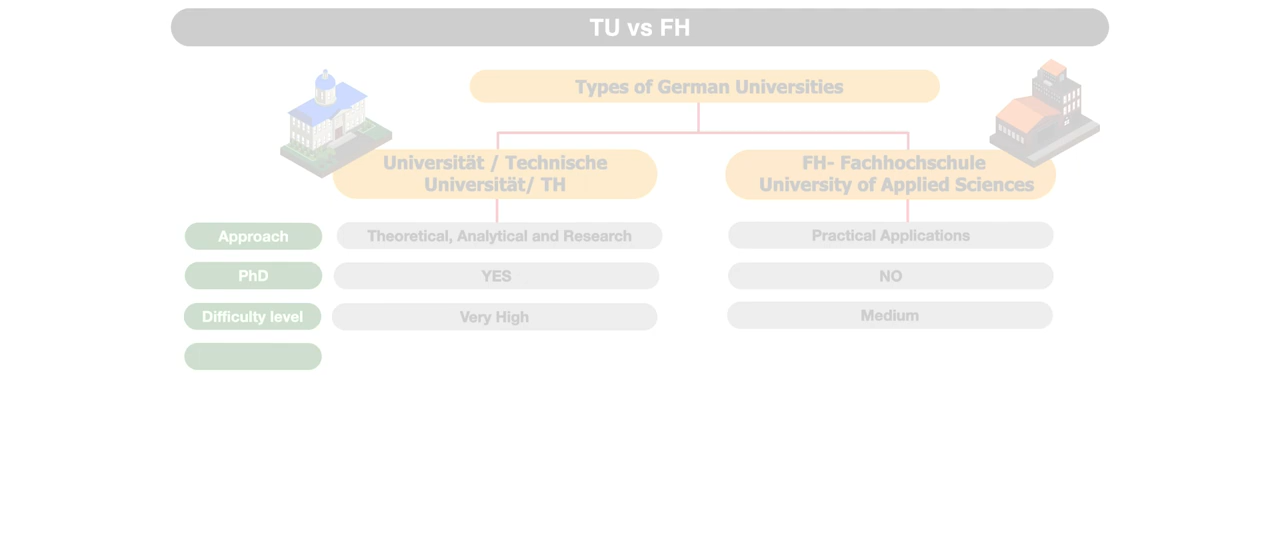 TU vs FH
Types of German Universities
Universität / Technische
Universität/ TH
FH- Fachhochschule
University of Applied Sciences
Approach
Theoretical, Analytical and Research
Practical Applications
PhD
YES
NO
Difficulty level
Very High
Medium